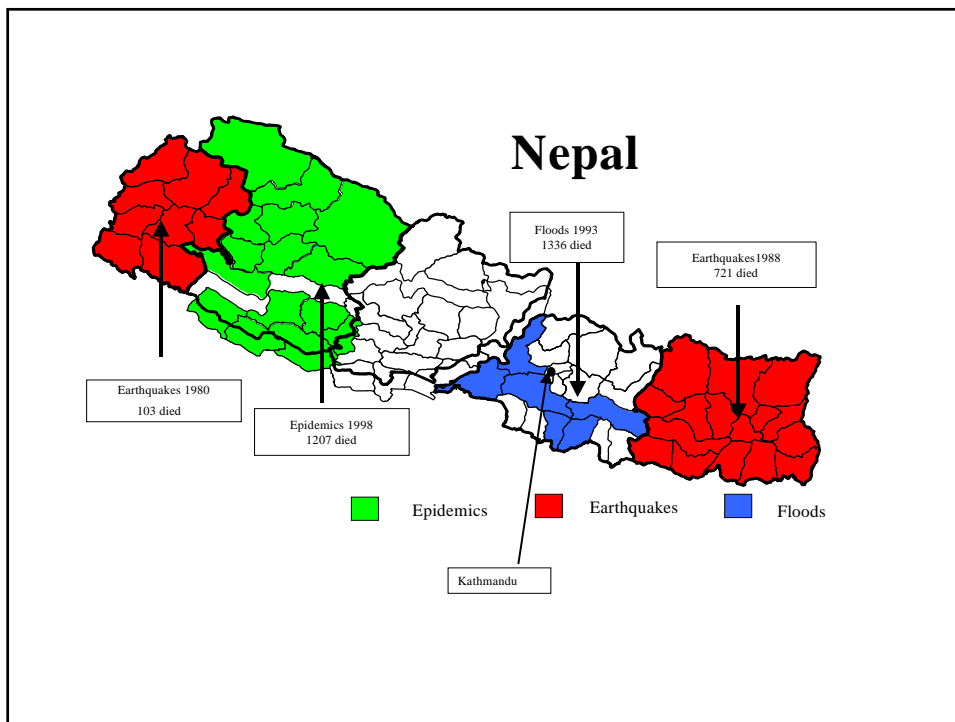 Nepal
Floods 1993
1336 died
Earthquakes1988
721 died
Earthquakes 1980
103 died
Epidemics 1998
1207 died
Epidemics
Earthquakes
Floods
Kathmandu